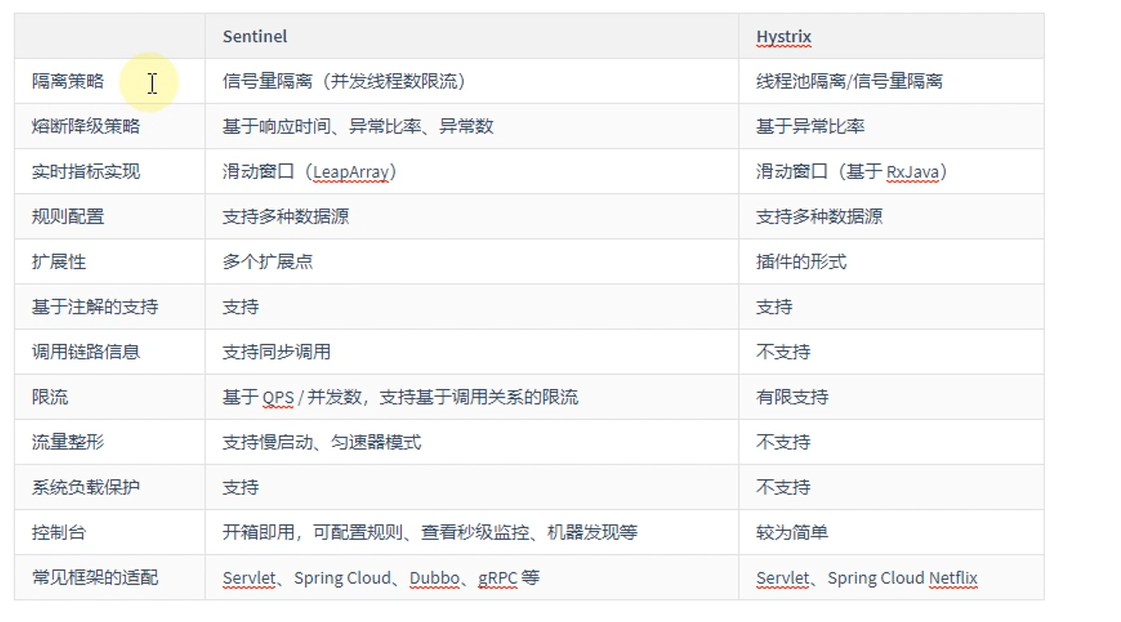 Sentinel Hystrix
隔离策略 信号量隔离（并发线程数限流） 线程池隔离/信号量隔离
熔断降级策略 基于响应时间、异常比率、异常数 基于异常比率
实时指标实现 滑动窗口（LeapArray） 滑动窗口（基于 RxJava）
规则配置 支持多种数据源 支持多种数据源
扩展性 多个扩展点 插件的形式
基于注解的支持 支持 支持
调用链路信息 支持同步调用 不支持
限流 基于 QPS / 并发数，支持基于调用关系的限流 有限支持
流量整形 支持慢启动、匀速器模式 不支持
系统负载保护 支持 不支持
控制台 开箱即用，可配置规则、查看秒级监控、机器发现等 较为简单
常见框架的适配 Servlet、Spring Cloud、Dubbo、gRPC 等 Servlet、Spring Cloud Netflix